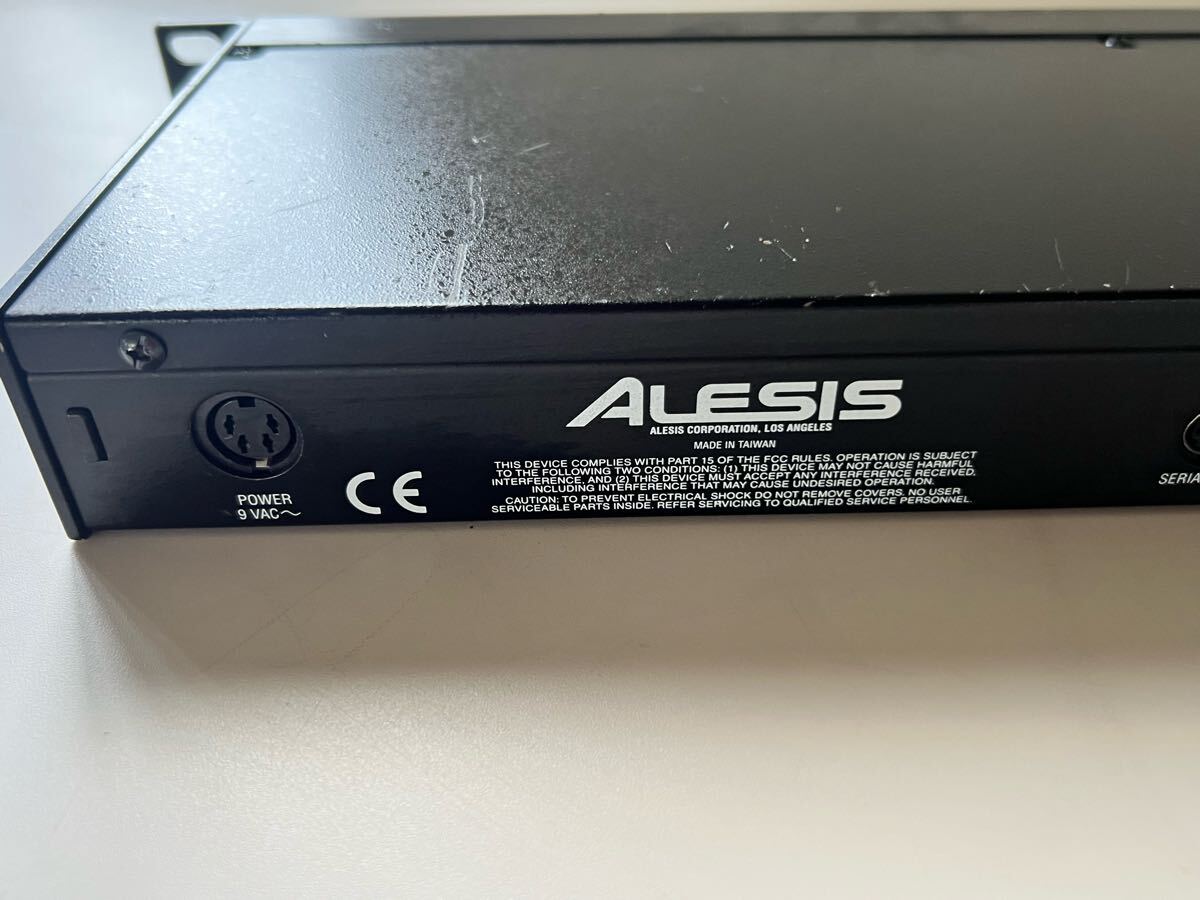 ALESIS
ALESIS CORPORATION, LOS ANGELES
MADE IN TAIWAN
THIS DEVICE COMPLIES WITH PART 15 OF THE FCC RULES. OPERATION IS SUBJECT
TO THE FOLLOWING TWO CONDITIONS: (1) THIS DEVICE MAY NOT CAUSE HARMFUL
INTERFERENCE, AND (2) THIS DEVICE MUST ACCEPT ANY INTERFERENCE RECEIVED,
INCLUDING INTERFERENCE THAT MAY CAUSE UNDESIRED OPERATION.
CAUTION: TO PREVENT ELECTRICAL SHOCK DO NOT REMOVE COVERS. NO USER
SERVICEABLE PARTS INSIDE. REFER SERVICING TO QUALIFIED SERVICE PERSONNEL.
POWER
9 VAC～
CE
SERIA